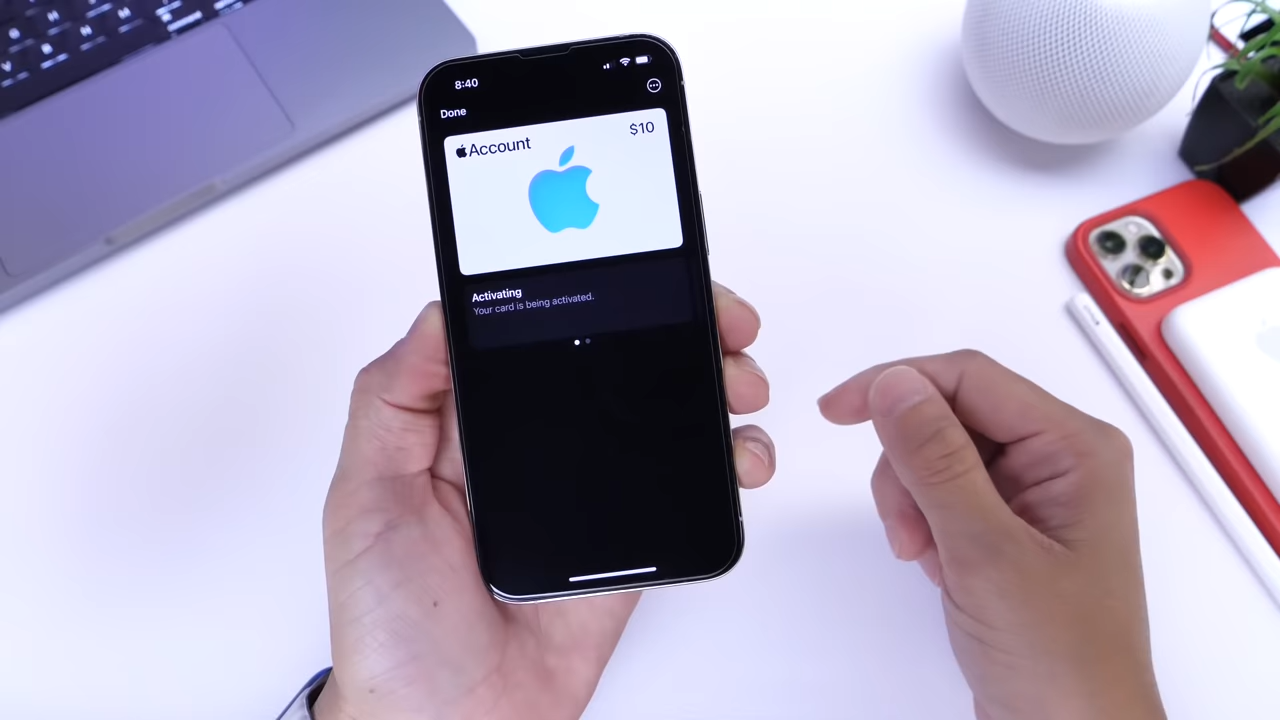 8:40
Done
Account
$10
Activating
Your card is being activated.